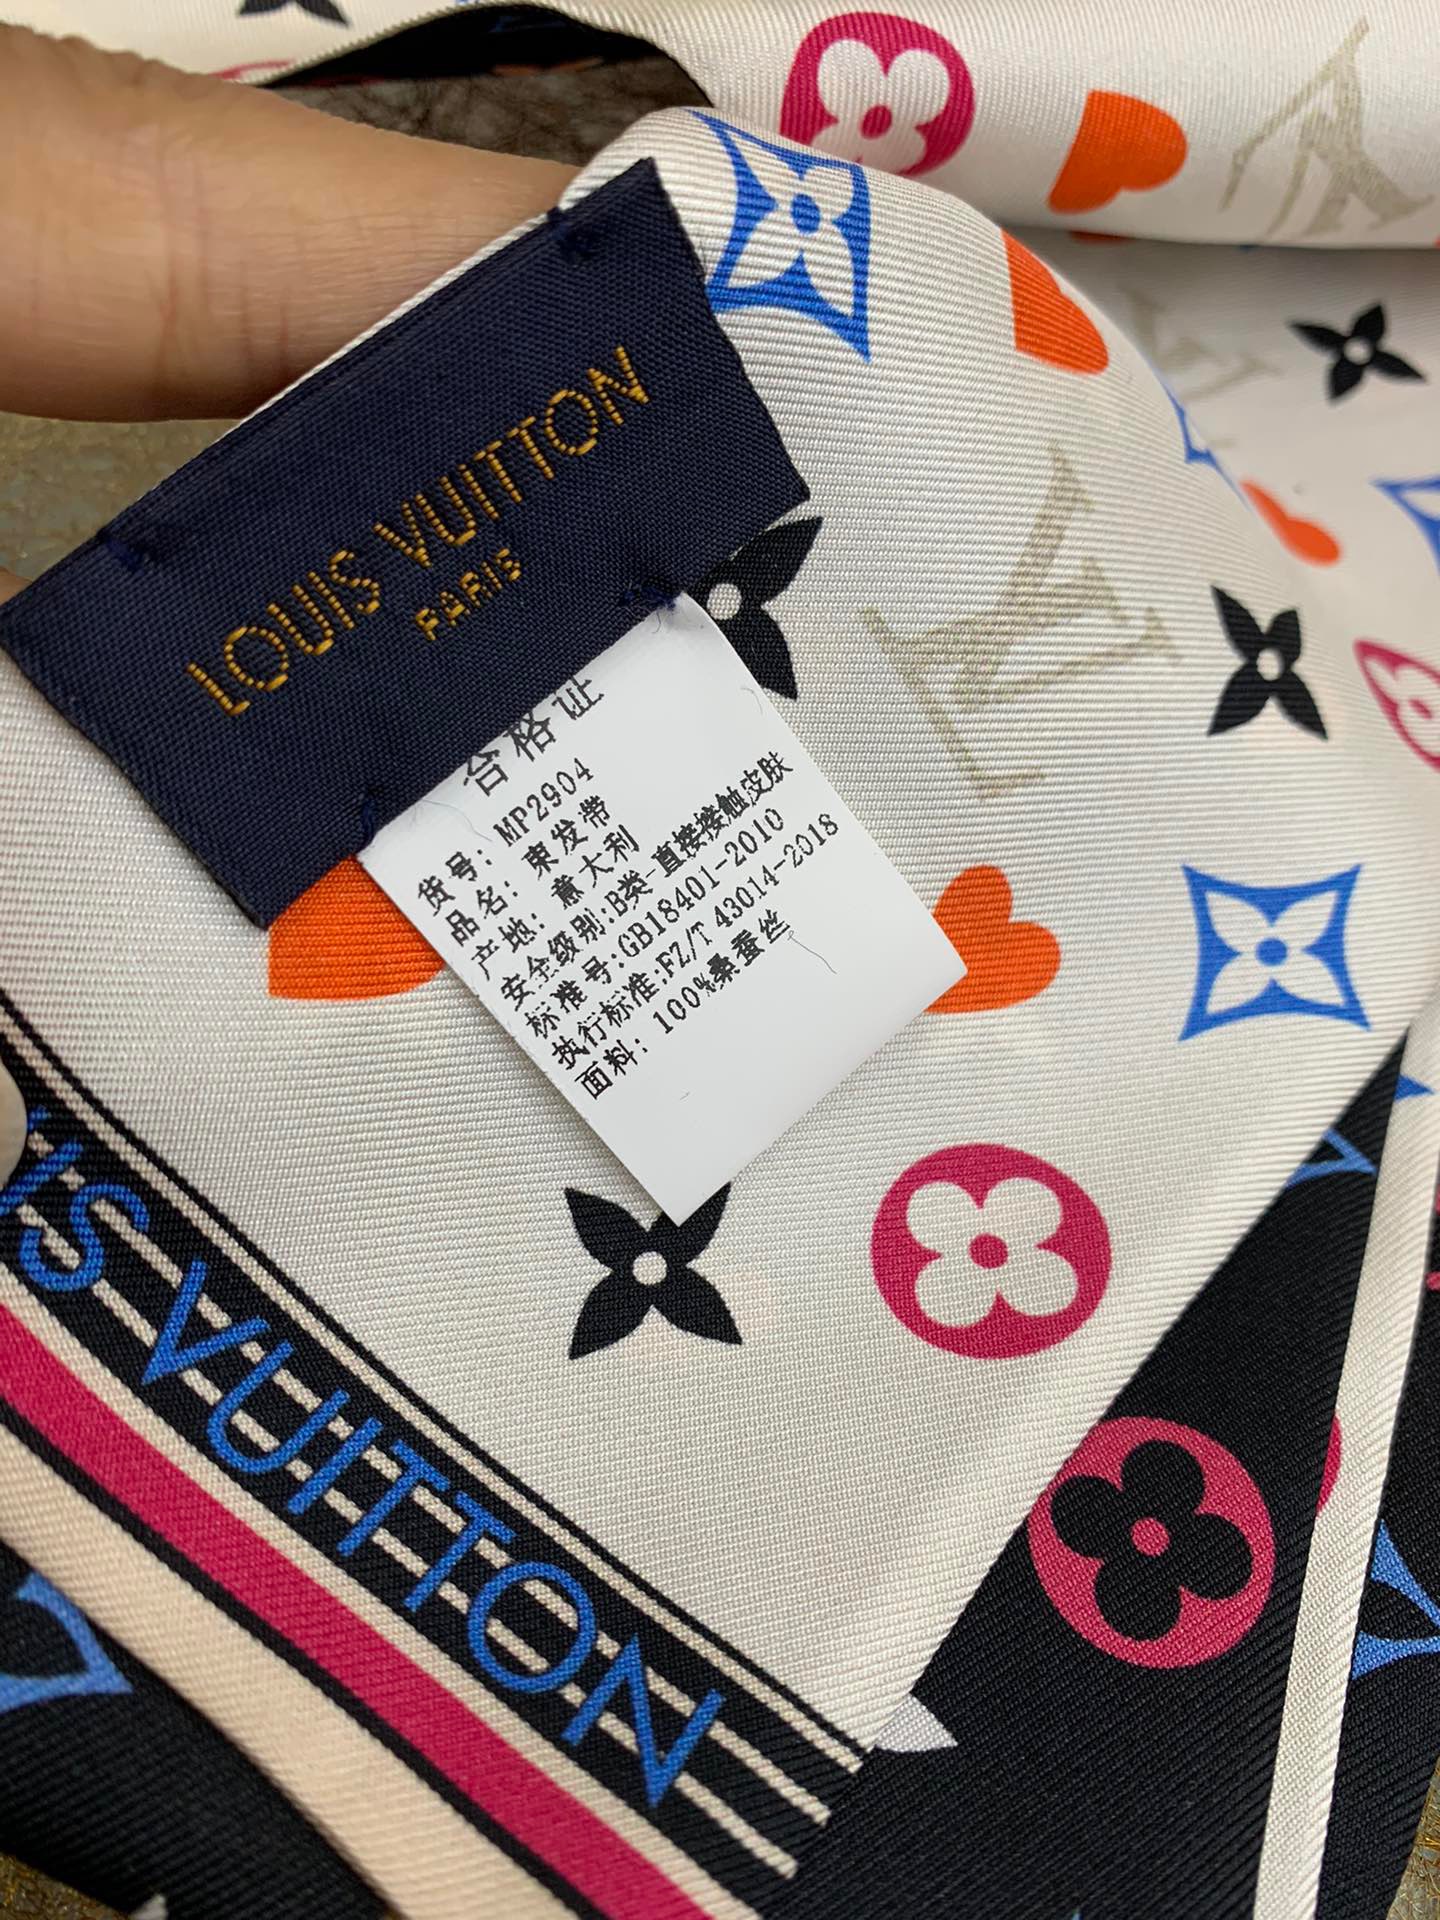 LOUIS VUITTON
PARIS
合格证
货号: MP2904
品名: 束发带
产地: 意大利
安全级别:B类-直接接触皮肤
标准号:GB18401-2010
执行标准:FZ/T 43014-2018
面料: 100%桑蚕丝
IS VUITTON